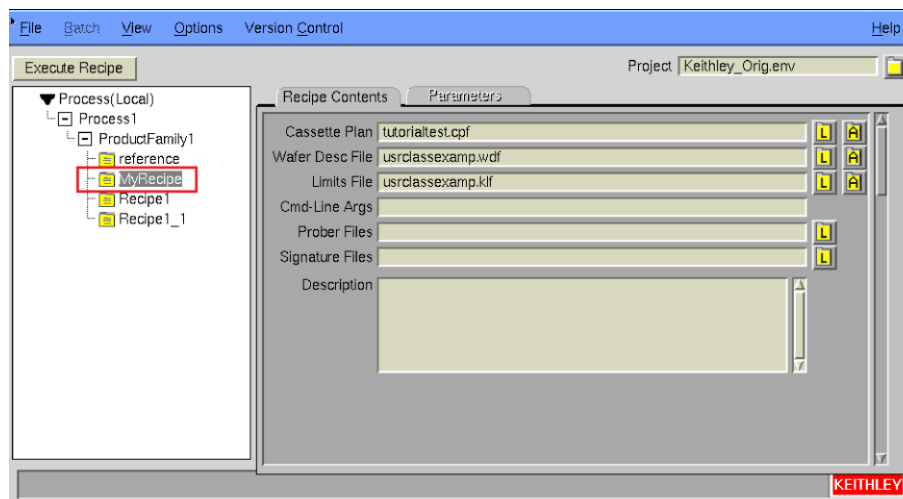 File Batch View Options Version Control Help
Execute Recipe
Project Keithley_Orig.env
Process(Local)
Process1
ProductFamily1
reference
MyRecipe
Recipe1
Recipe1_1
Recipe Contents Parameters
Cassette Plan tutorialtest.cpf L A
Wafer Desc File usrclassexamp.wdf L A
Limits File usrclassexamp.klf L A
Cmd-Line Args
Prober Files L
Signature Files L
Description
KEITHLEY